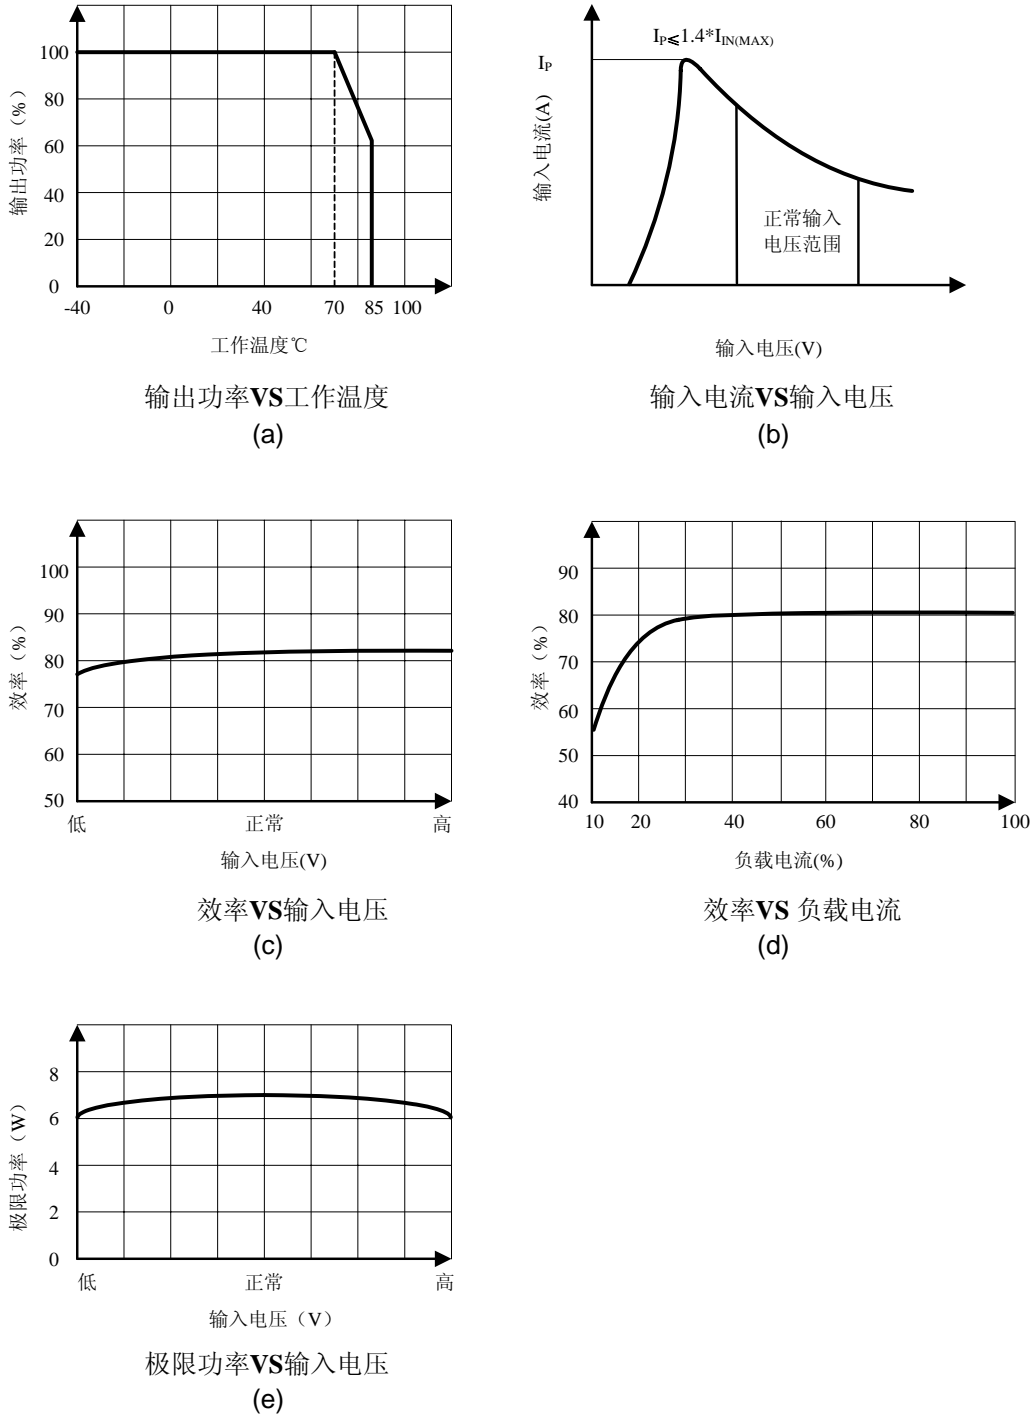 100
80
60
40
20
0
输出功率（%）
-40 0 40 70 85 100
工作温度℃
输出功率VS工作温度
(a)
IP≤1.4*IIN(MAX)
IP
输入电流(A)
正常输入
电压范围
输入电压(V)
输入电流VS输入电压
(b)
100
90
80
70
60
50
效率（%）
低 正常 高
输入电压(V)
效率VS输入电压
(c)
90
80
70
60
50
40
效率（%）
10 20 40 60 80 100
负载电流(%)
效率VS 负载电流
(d)
8
6
4
2
0
极限功率（W）
低 正常 高
输入电压（V）
极限功率VS输入电压
(e)